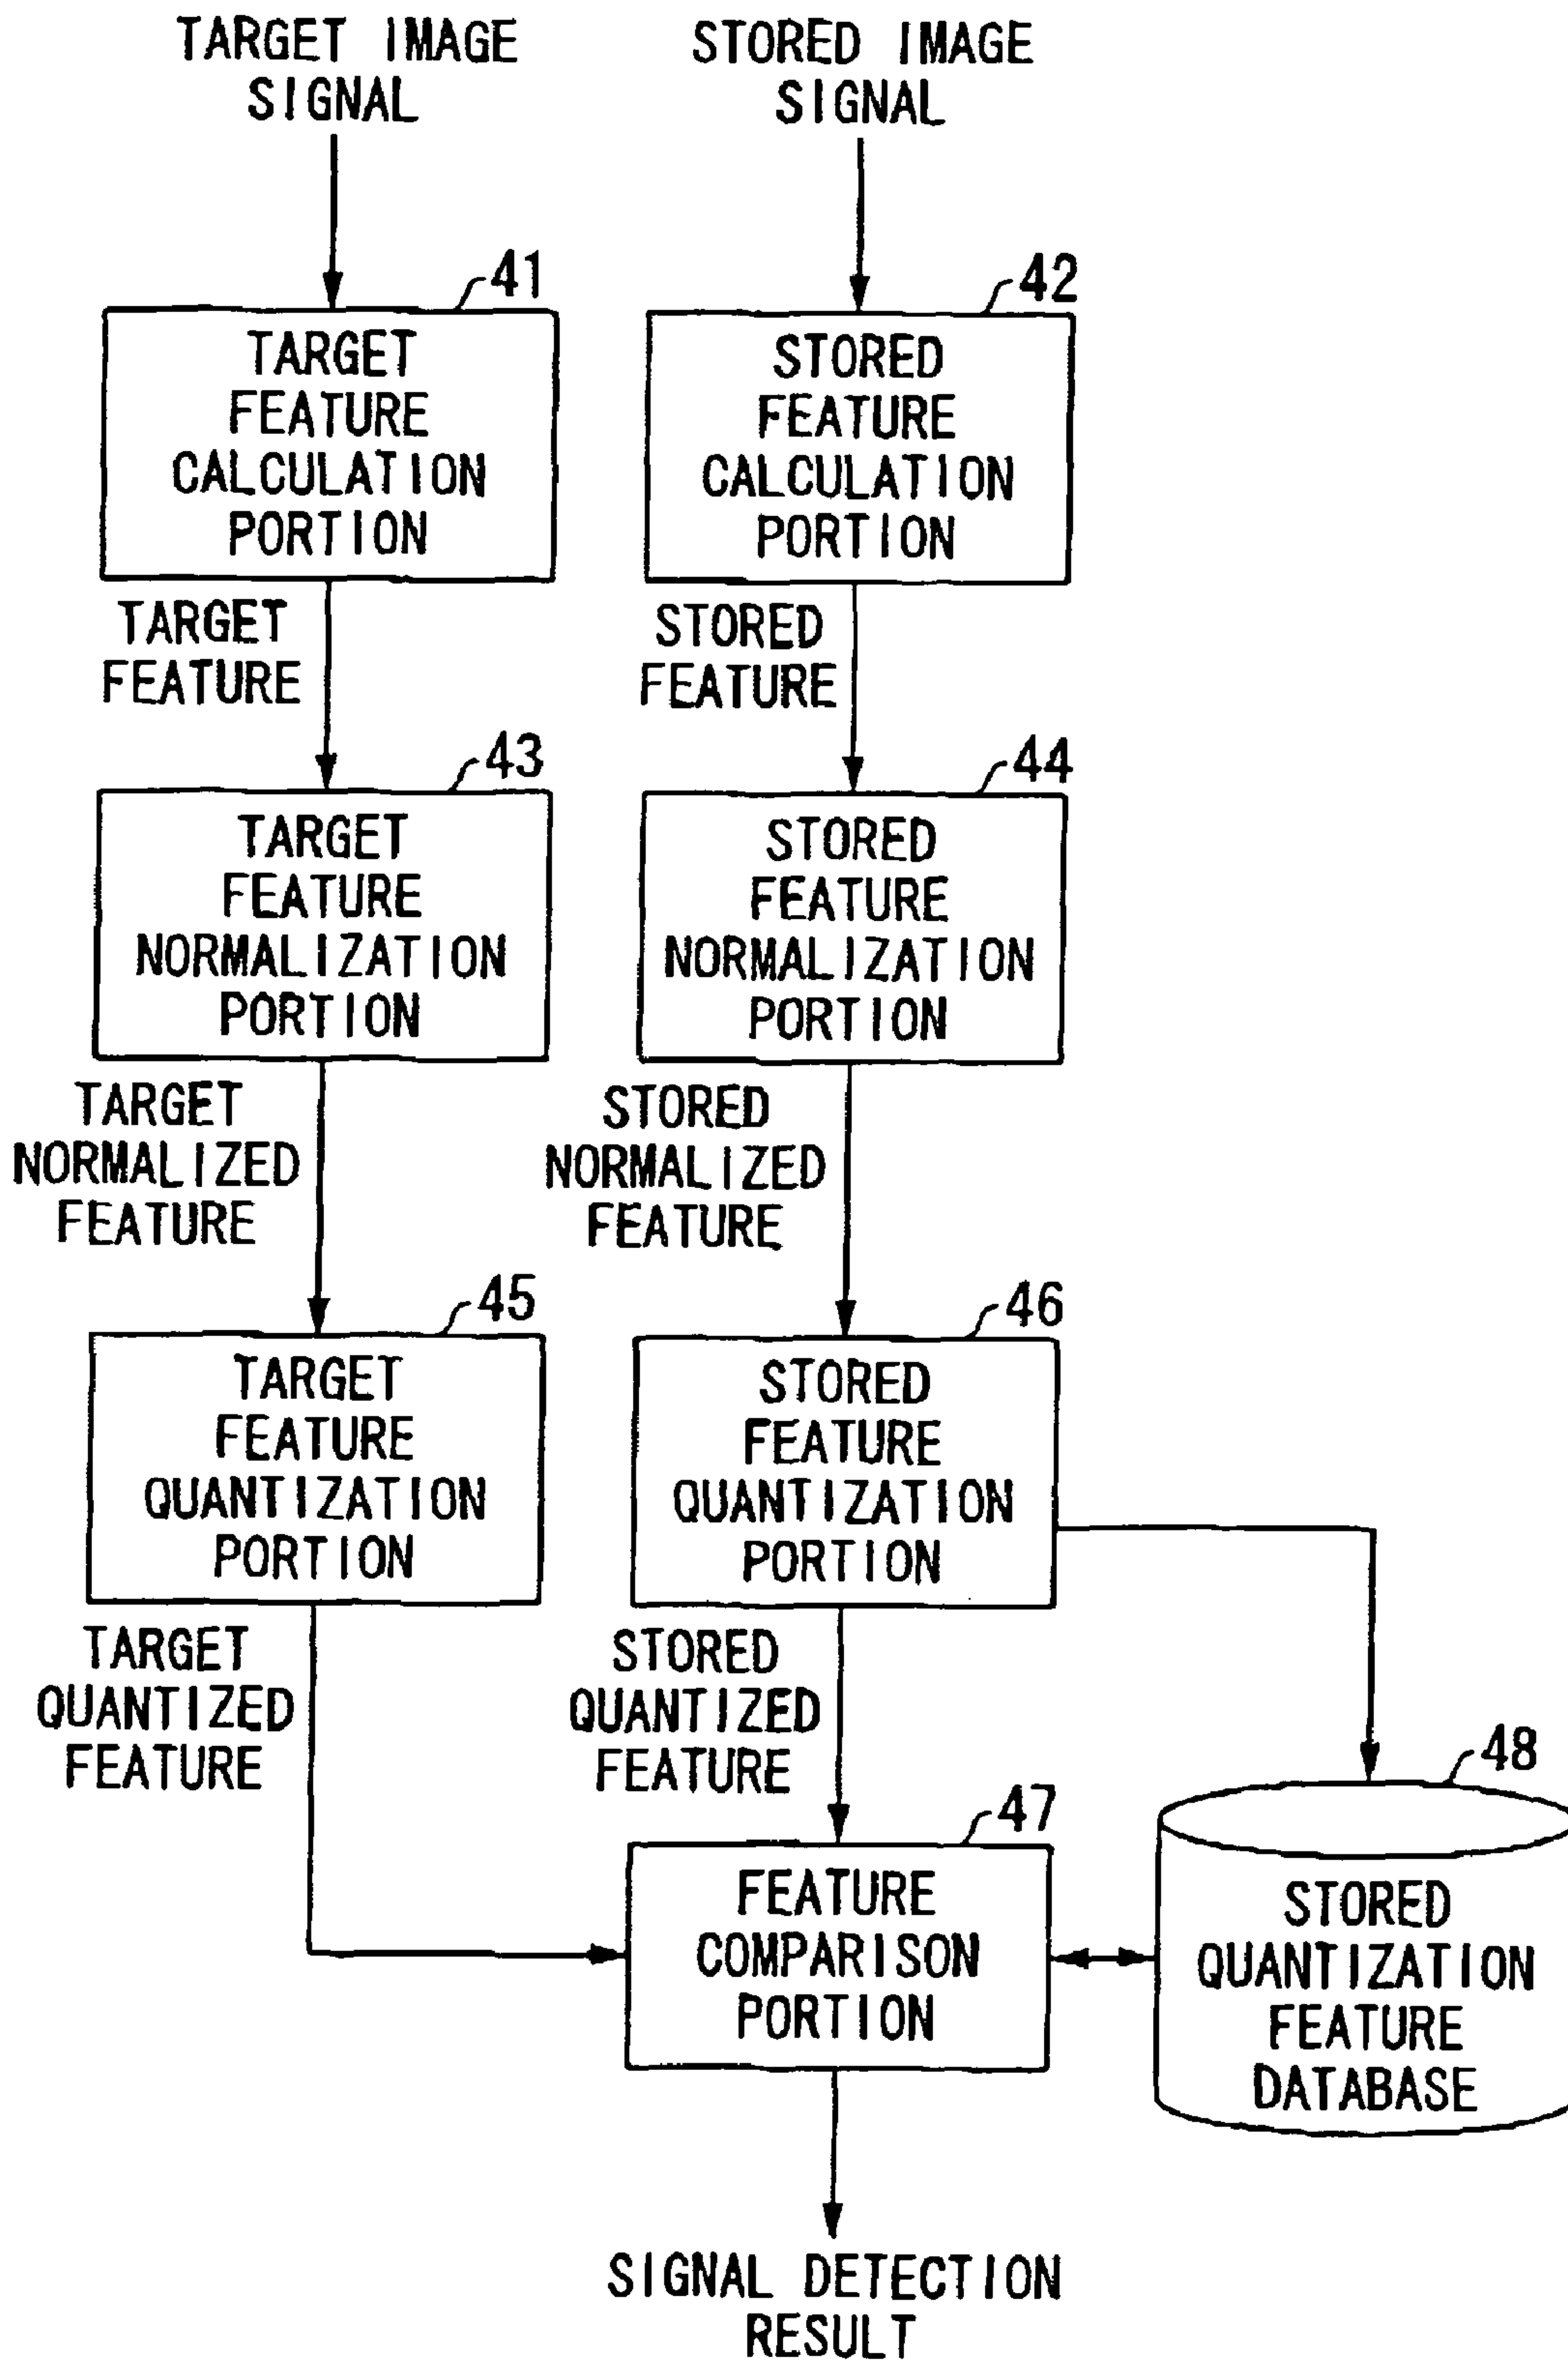 TARGET IMAGE
SIGNAL
STORED IMAGE
SIGNAL
41
TARGET
FEATURE
CALCULATION
PORTION
42
STORED
FEATURE
CALCULATION
PORTION
TARGET
FEATURE
STORED
FEATURE
43
TARGET
FEATURE
NORMALIZATION
PORTION
44
STORED
FEATURE
NORMALIZATION
PORTION
TARGET
NORMALIZED
FEATURE
STORED
NORMALIZED
FEATURE
45
TARGET
FEATURE
QUANTIZATION
PORTION
46
STORED
FEATURE
QUANTIZATION
PORTION
TARGET
QUANTIZED
FEATURE
STORED
QUANTIZED
FEATURE
47
FEATURE
COMPARISON
PORTION
48
STORED
QUANTIZATION
FEATURE
DATABASE
SIGNAL DETECTION
RESULT